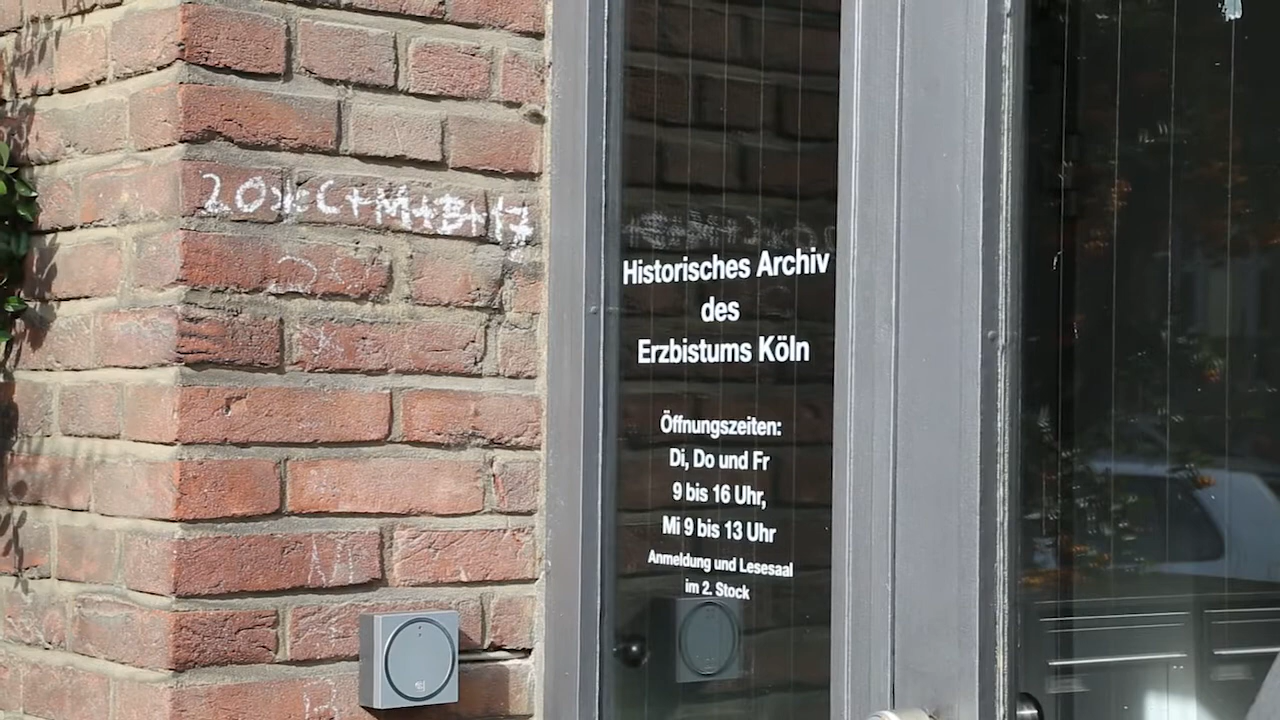 20*C+M+B+17
Historisches Archiv
des
Erzbistums Köln
Öffnungszeiten:
Di, Do und Fr
9 bis 16 Uhr,
Mi 9 bis 13 Uhr
Anmeldung und Lesesaal
im 2. Stock